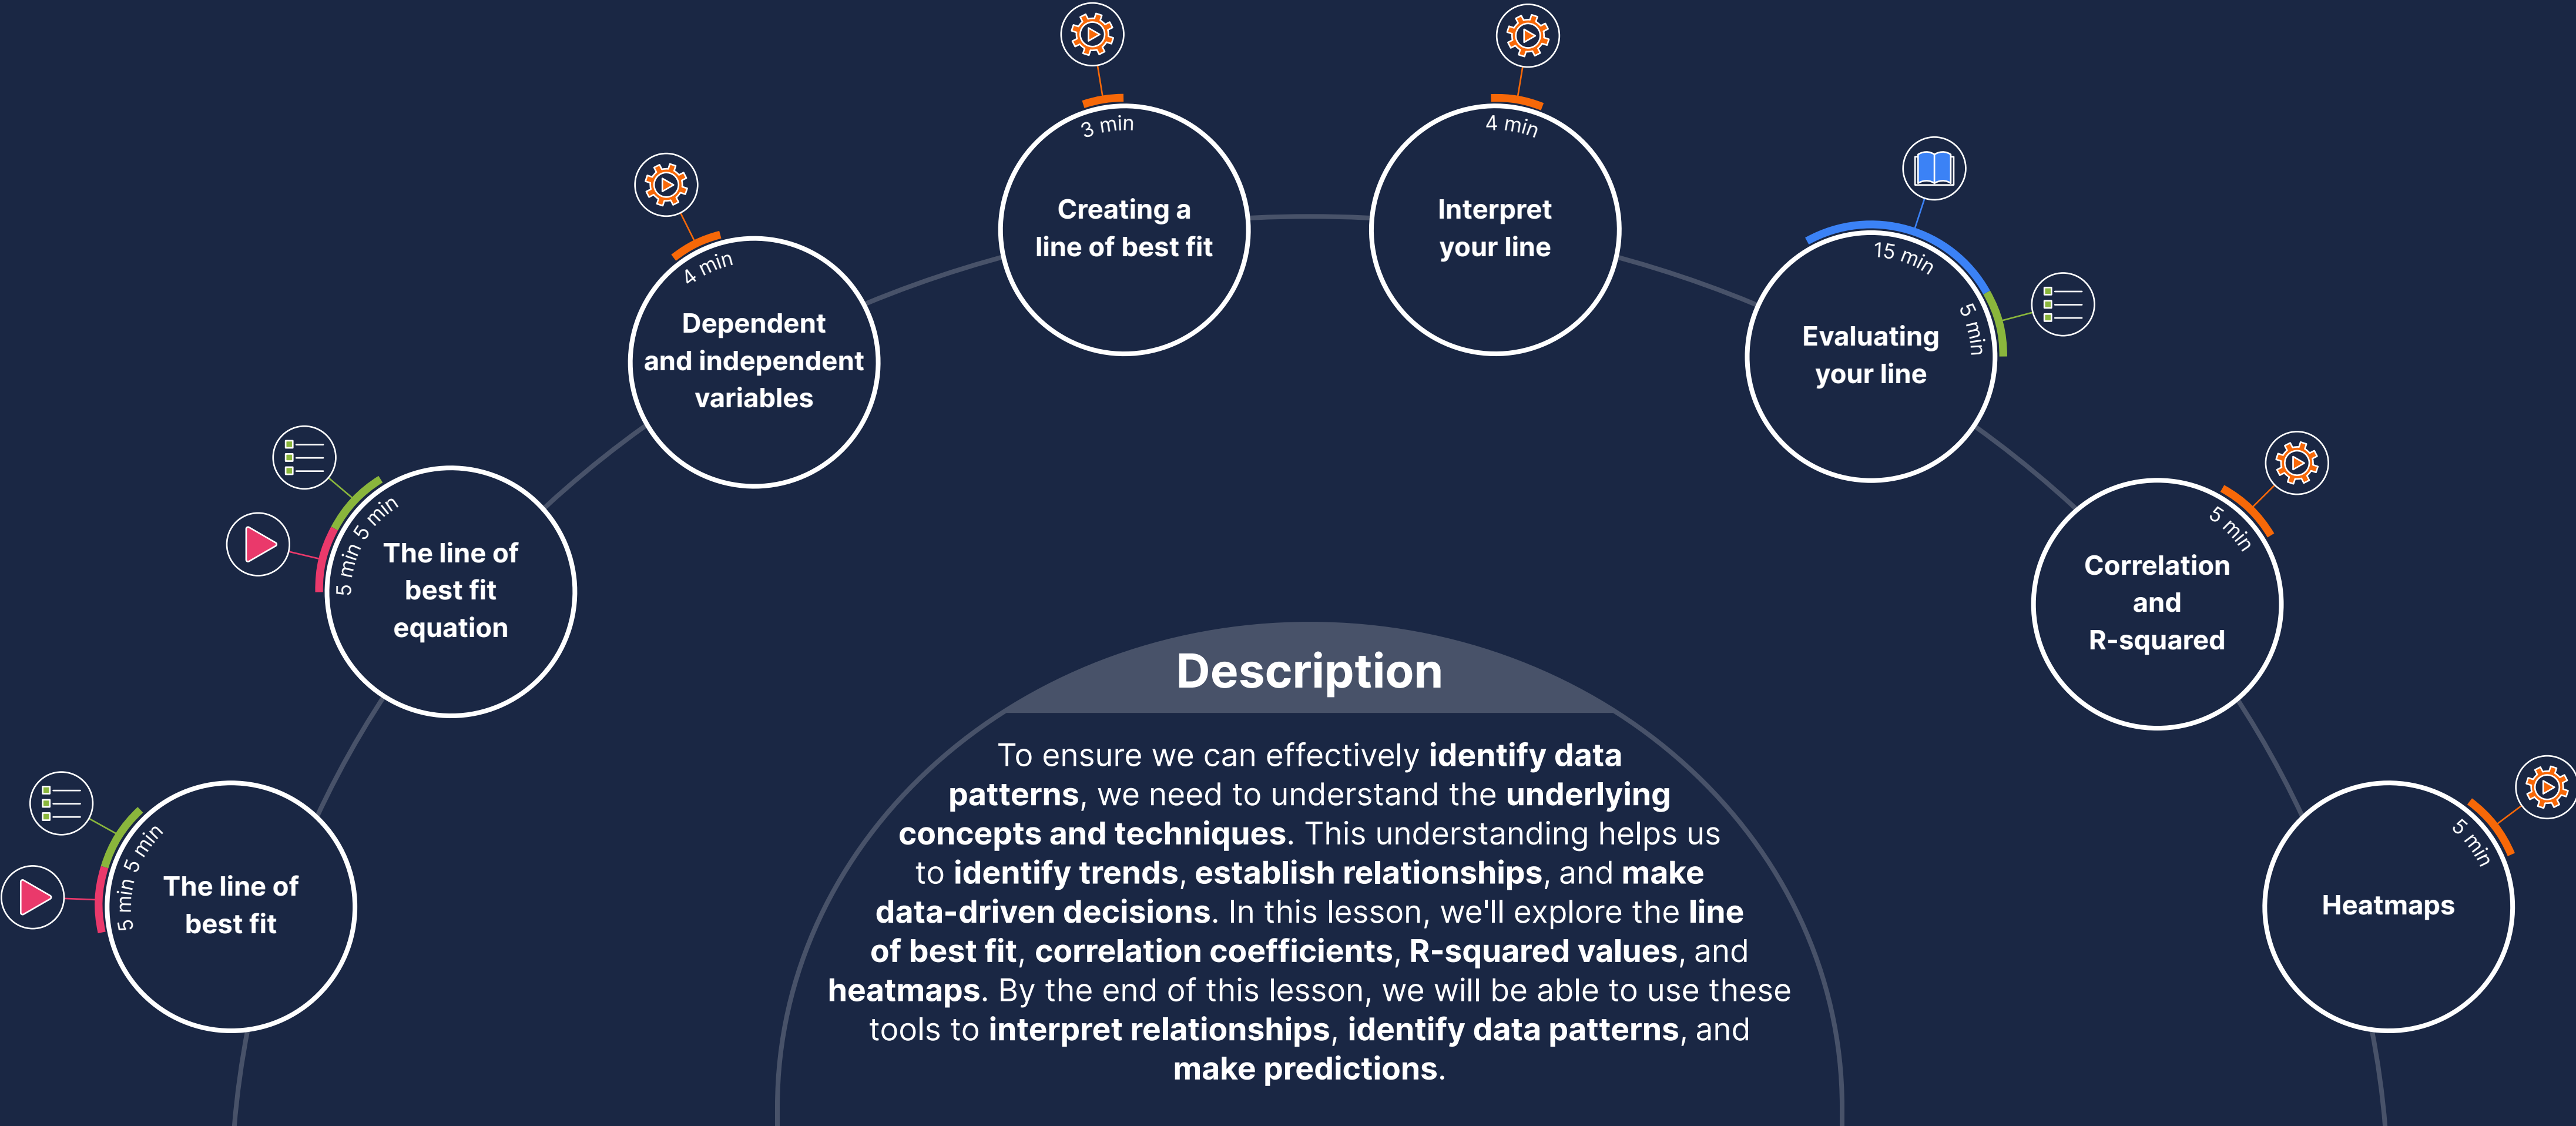 5 min
5 min
The line of
best fit
5 min
5 min
The line of
best fit
equation
4 min
Dependent
and independent
variables
3 min
Creating a
line of best fit
4 min
Interpret
your line
15 min
5 min
Evaluating
your line
5 min
Correlation
and
R-squared
5 min
Heatmaps
Description
To ensure we can effectively identify data
patterns, we need to understand the underlying
concepts and techniques. This understanding helps us
to identify trends, establish relationships, and make
data-driven decisions. In this lesson, we'll explore the line
of best fit, correlation coefficients, R-squared values, and
heatmaps. By the end of this lesson, we will be able to use these
tools to interpret relationships, identify data patterns, and
make predictions.